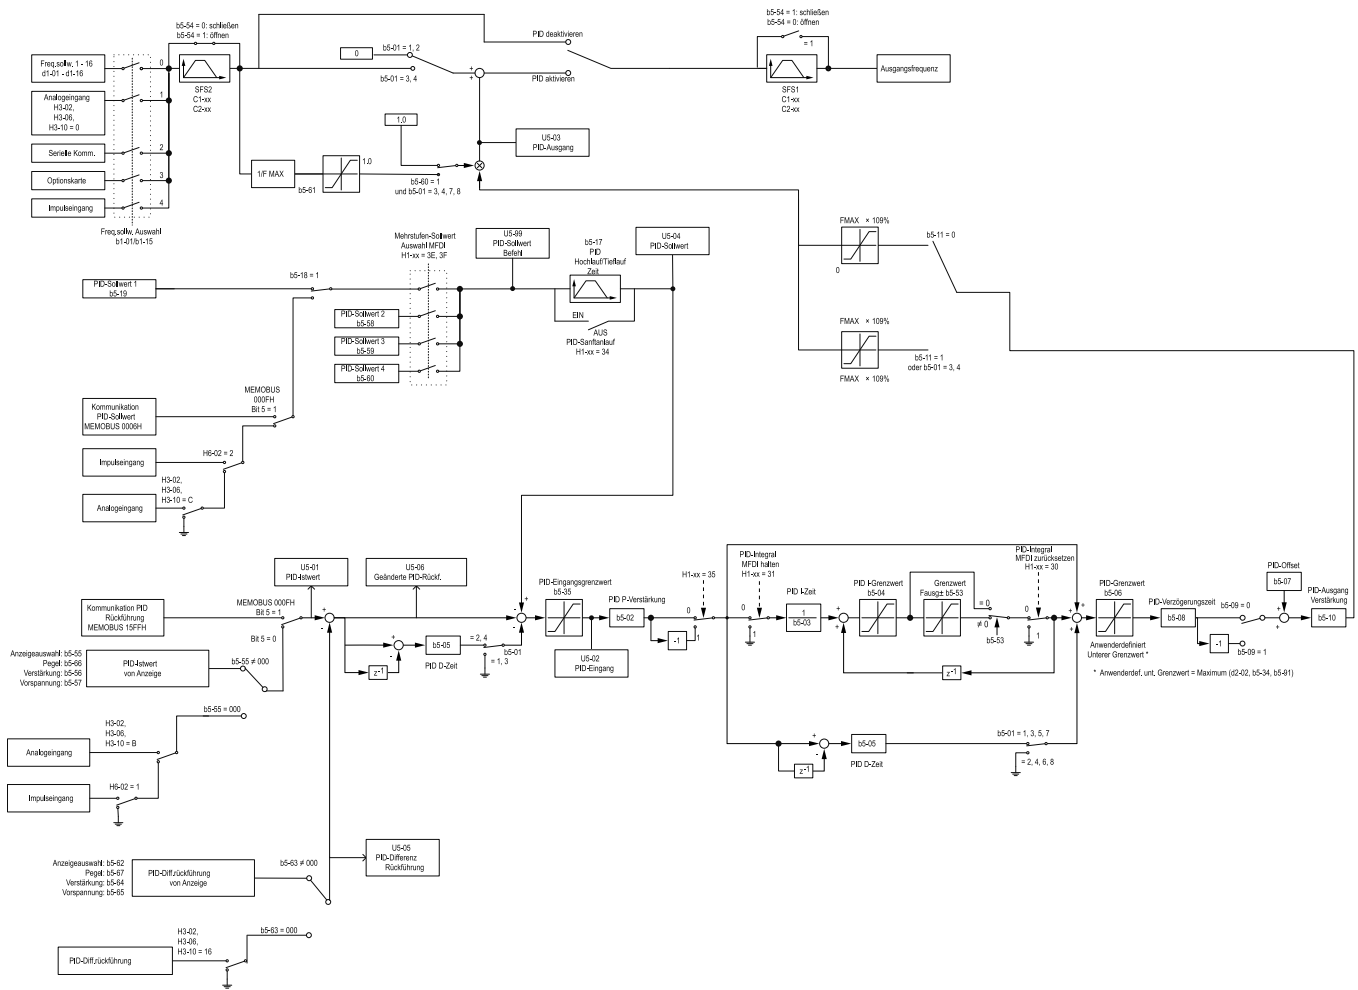 b5-54 = 0: schließen
b5-54 = 1: öffnen
b5-54 = 1: schließen
b5-54 = 0: öffnen
= 1
PID deaktivieren
PID aktivieren
Freq.sollw. 1 - 16
d1-01 - d1-16
0
SFS2
C1-xx
C2-xx
0
b5-01 = 1, 2
b5-01 = 3, 4
+
+
SFS1
C1-xx
C2-xx
Ausgangsfrequenz
Analogeingang
H3-02,
H3-06,
H3-10 = 0
1
Serielle Komm.
2
Optionskarte
3
Impulseingang
4
Freq.sollw. Auswahl
b1-01/b1-15
1,0
U5-03
PID-Ausgang
1/F MAX
b5-61
1.0
b5-60 = 1
und b5-01 = 3, 4, 7, 8
FMAX × 109%
0
b5-11 = 0
FMAX × 109%
FMAX × 109%
b5-11 = 1
oder b5-01 = 3, 4
Mehrstufen-Sollwert
Auswahl MFDI
H1-xx = 3E, 3F
U5-99
PID-Sollwert
Befehl
b5-17
PID
Hochlauf/Tieflauf
Zeit
U5-04
PID-Sollwert
PID-Sollwert 1
b5-19
b5-18 = 1
PID-Sollwert 2
b5-58
PID-Sollwert 3
b5-59
PID-Sollwert 4
b5-60
EIN
AUS
PID-Sanftanlauf
H1-xx = 34
MEMOBUS
000FH
Bit 5 = 1
Kommunikation
PID-Sollwert
MEMOBUS 0006H
Impulseingang
H6-02 = 2
H3-02,
H3-06,
H3-10 = C
Analogeingang
U5-01
PID-Istwert
U5-06
Geänderte PID-Rückf.
Kommunikation PID
Rückführung
MEMOBUS 15FFH
MEMOBUS 000FH
Bit 5 = 1
Bit 5 = 0
+
-
Anzeigeauswahl: b5-55
Pegel: b5-66
Verstärkung: b5-56
Vorspannung: b5-57
PID-Istwert
von Anzeige
b5-55 ≠ 000
b5-55 = 000
+
-
z-1
b5-05
PID D-Zeit
= 2, 4
= 1, 3
b5-01
+
-
-
PID-Eingangsgrenzwert
b5-35
U5-02
PID-Eingang
PID P-Verstärkung
b5-02
-1
H1-xx = 35
0
1
PID-Integral
MFDI halten
H1-xx = 31
0
1
PID I-Zeit
1
b5-03
+
+
PID I-Grenzwert
b5-04
Grenzwert
Fausg± b5-53
= 0
≠ 0
b5-53
z-1
PID-Integral
MFDI zurücksetzen
H1-xx = 30
0
1
+
+
+
PID-Grenzwert
b5-06
Anwenderdefiniert
Unterer Grenzwert *
* Anwenderdef. unt. Grenzwert = Maximum (d2-02, b5-34, b5-91)
PID-Verzögerungszeit
b5-08
b5-09 = 0
-1
b5-09 = 1
PID-Offset
b5-07
+
+
PID-Ausgang
Verstärkung
b5-10
+
-
z-1
b5-05
PID D-Zeit
b5-01 = 1, 3, 5, 7
= 2, 4, 6, 8
Analogeingang
H3-02,
H3-06,
H3-10 = B
Impulseingang
H6-02 = 1
U5-05
PID-Differenz
Rückführung
Anzeigeauswahl: b5-62
Pegel: b5-67
Verstärkung: b5-64
Vorspannung: b5-65
PID-Diff.rückführung
von Anzeige
b5-63 ≠ 000
b5-63 = 000
H3-02,
H3-06,
H3-10 = 16
PID-Diff.rückführung